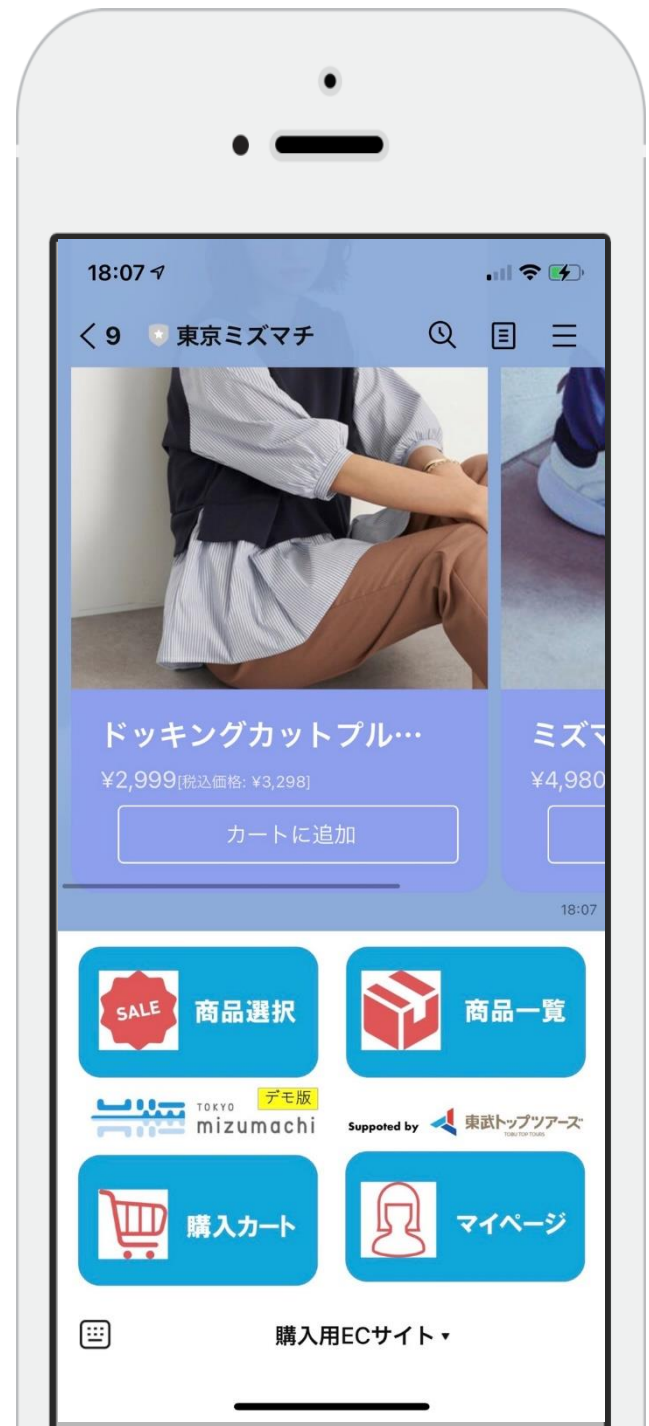 18:07
9 東京ミズマチ
ドッキングカットプル…
¥2,999[税込価格: ¥3,298]
カートに追加
ミズマ
¥4,980
18:07
SALE 商品選択
商品一覧
デモ版
TOKYO
mizumachi
Suppoted by 東武トップツアーズ
TOBU TOP TOURS
購入カート
マイページ
購入用ECサイト ▾